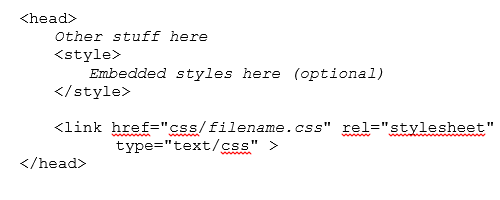 <head>
Other stuff here
<style>
Embedded styles here (optional)
</style>
<link href="css/filename.css" rel="stylesheet"
type="text/css" >
</head>